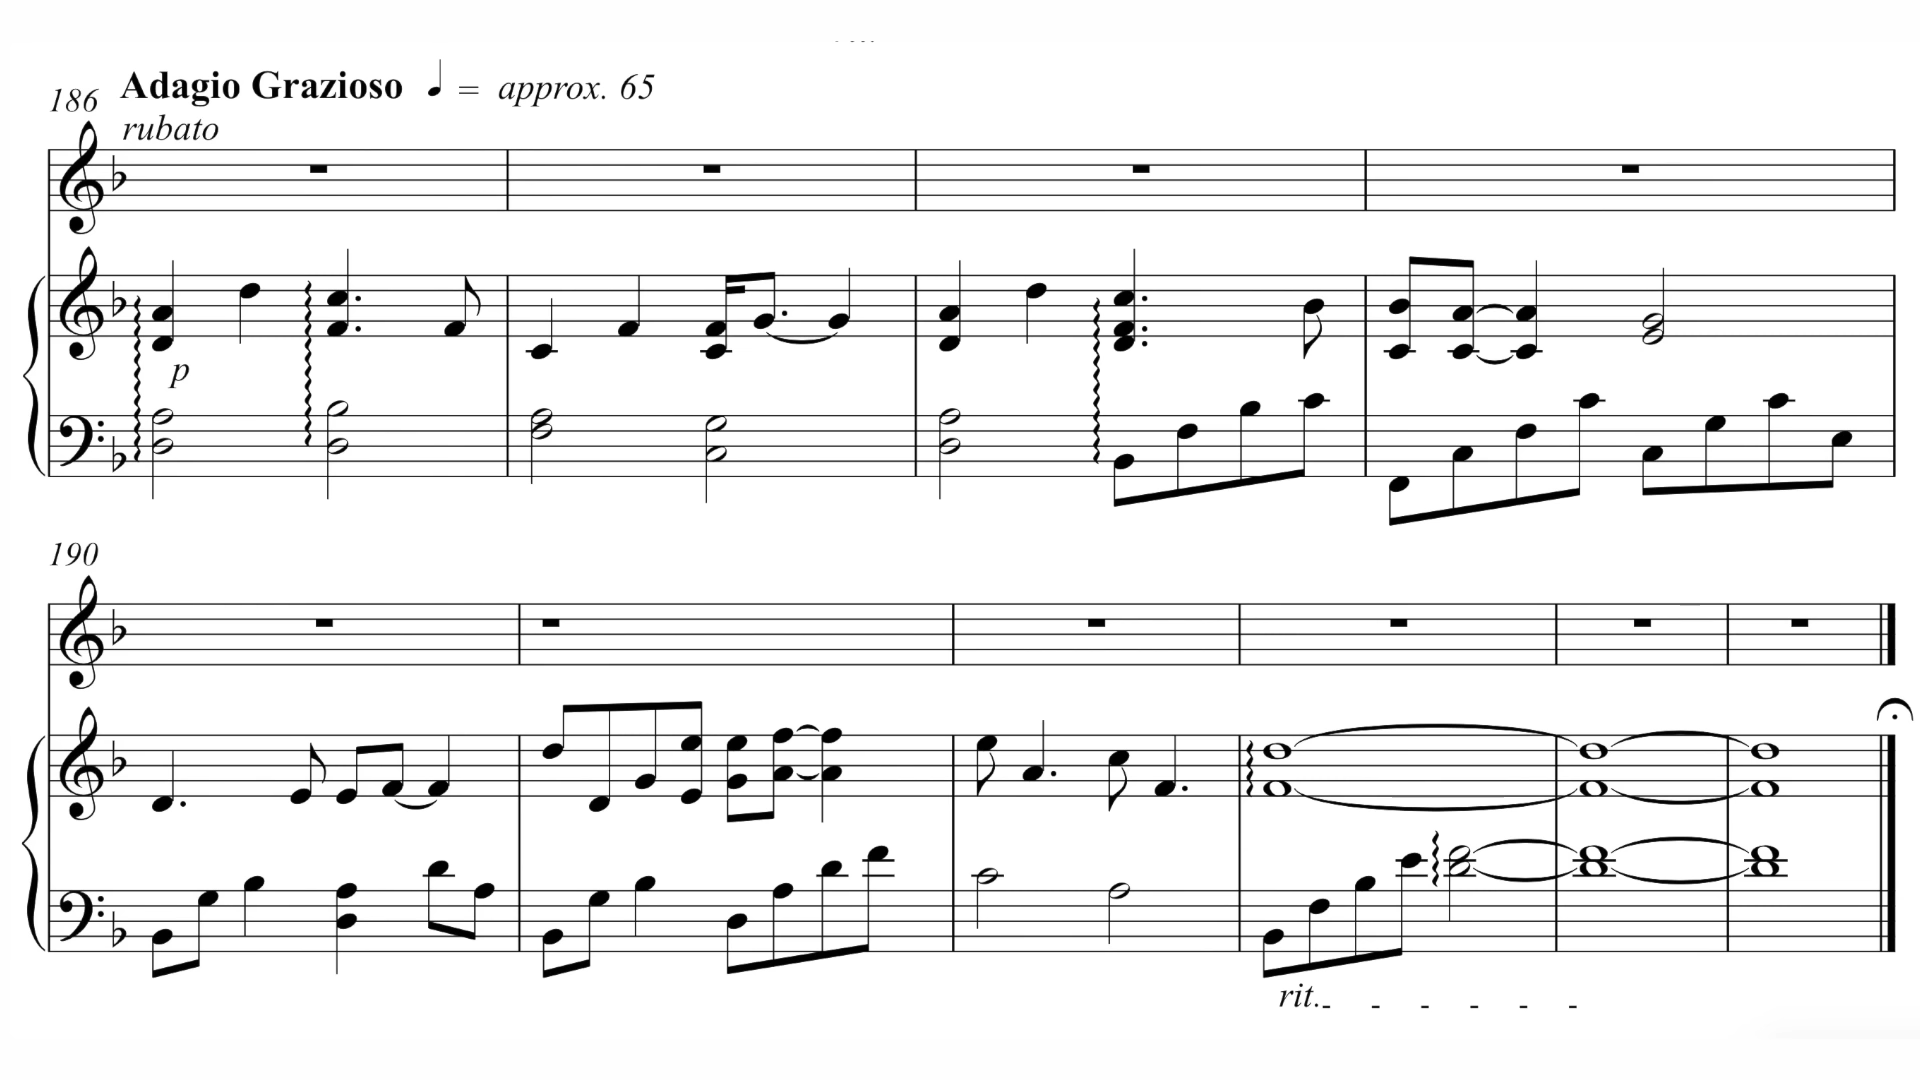 186 Adagio Grazioso ♩ = approx. 65
rubato
p
190
rit.